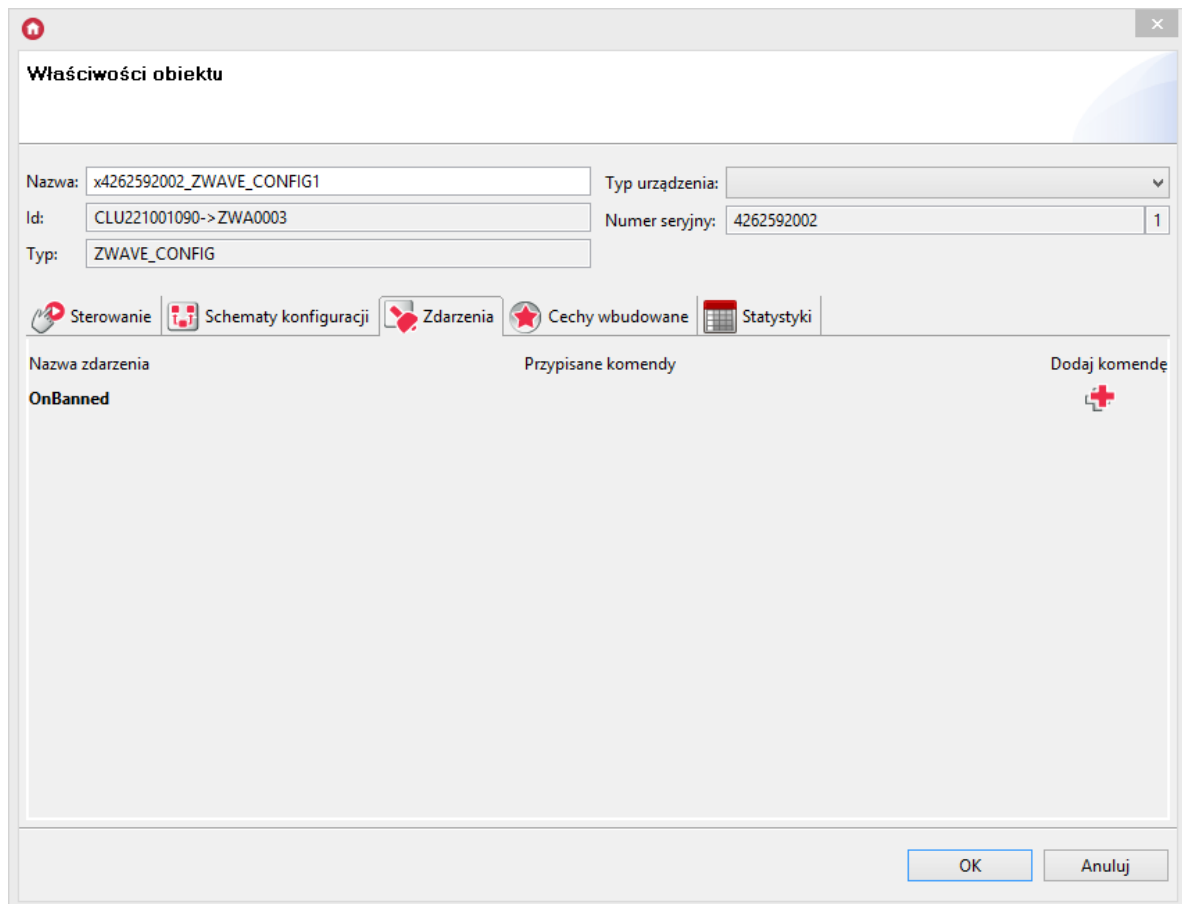 Właściwości obiektu
Nazwa: x4262592002_ZWAVE_CONFIG1 Typ urządzenia:
Id: CLU221001090->ZWA0003 Numer seryjny: 4262592002 1
Typ: ZWAVE_CONFIG
Sterowanie Schematy konfiguracji Zdarzenia Cechy wbudowane Statystyki
Nazwa zdarzenia Przypisane komendy Dodaj komendę
OnBanned
OK Anuluj